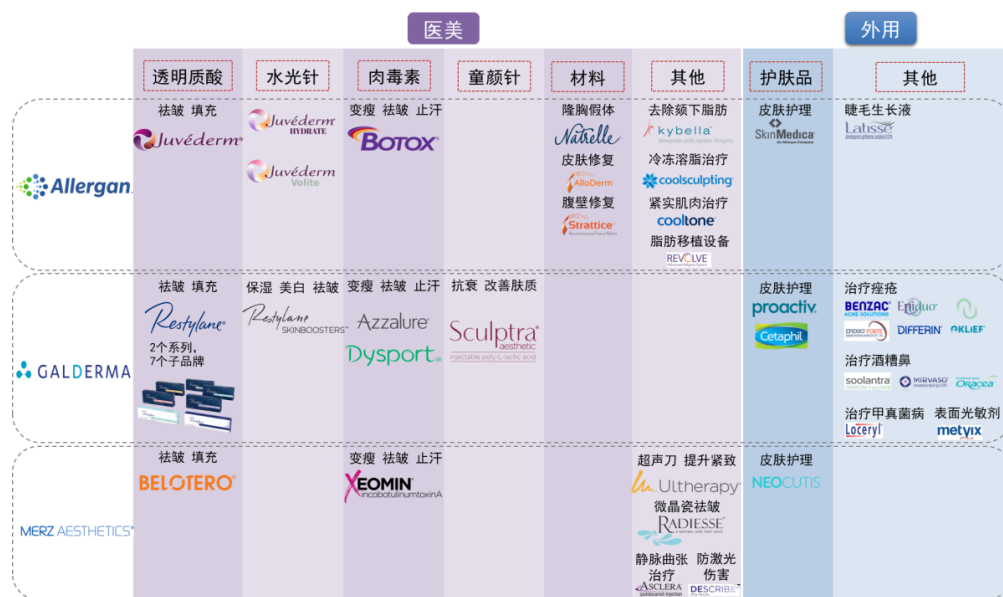 医美
外用
透明质酸
水光针
肉毒素
童颜针
材料
其他
护肤品
其他
Allergan
祛皱 填充
Juvéderm®
Juvéderm
HYDRATE
Juvéderm
Volite
变瘦 祛皱 止汗
BOTOX®
隆胸假体
Natrelle
皮肤修复
AlloDerm
腹壁修复
Strattice™
去除颏下脂肪
kybella®
冷冻溶脂治疗
coolsculpting®
紧实肌肉治疗
cooltone™
脂肪移植设备
REVOLVE
皮肤护理
SkinMedica®
An Allergan Company
睫毛生长液
Latisse®
GALDERMA
祛皱 填充
Restylane®
2个系列，
7个子品牌
保湿 美白 祛皱
Restylane
SKINBOOSTERS™
变瘦 祛皱 止汗
Azzalure®
Dysport
抗衰 改善肤质
Sculptra®
aesthetic
injectable poly-L-lactic acid
皮肤护理
proactiv.
Cetaphil
治疗痤疮
BENZAC
ACNE SOLUTIONS
Epiduo®
EPIDUO FORTE
DIFFERIN
AKLIEF
治疗酒糟鼻
soolantra
MIRVASO
ORACEA
治疗甲真菌病
Loceryl
表面光敏剂
metvix
MERZ AESTHETICS®
祛皱 填充
BELOTERO®
变瘦 祛皱 止汗
XEOMIN®
incobotulinumtoxinA
超声刀 提升紧致
Ultherapy®
微晶瓷祛皱
RADIESSE®
静脉曲张
治疗
ASCLERA
(polidocanol) Injection
防激光
伤害
DESCRIBE
皮肤护理
NEOCUTIS